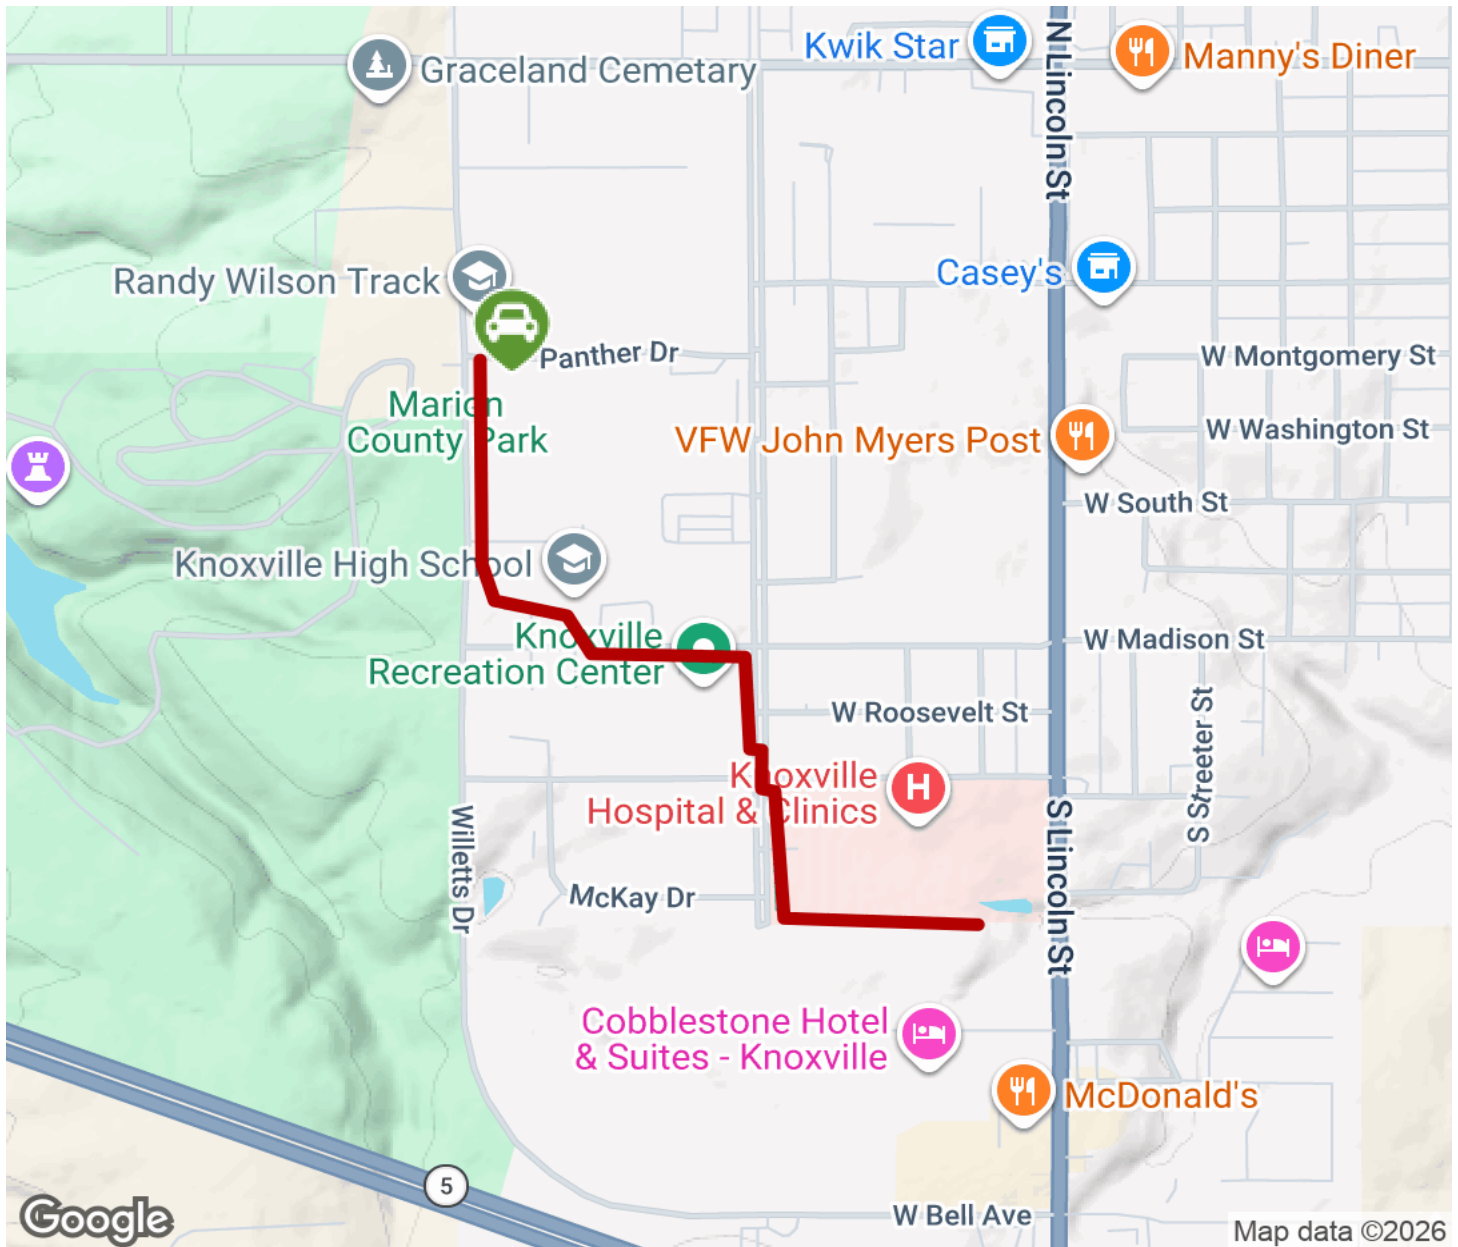 Kwik Star
Manny's Diner
Graceland Cemetary
N Lincoln St
Randy Wilson Track
Casey's
Panther Dr
W Montgomery St
Marion
County Park
VFW John Myers Post
W Washington St
W South St
Knoxville High School
Knoxville
Recreation Center
W Madison St
W Roosevelt St
S Streeter St
Knoxville
Hospital & Clinics
H
S Lincoln St
Willetts Dr
McKay Dr
Cobblestone Hotel
& Suites - Knoxville
McDonald's
5
W Bell Ave
Google
Map data ©2026